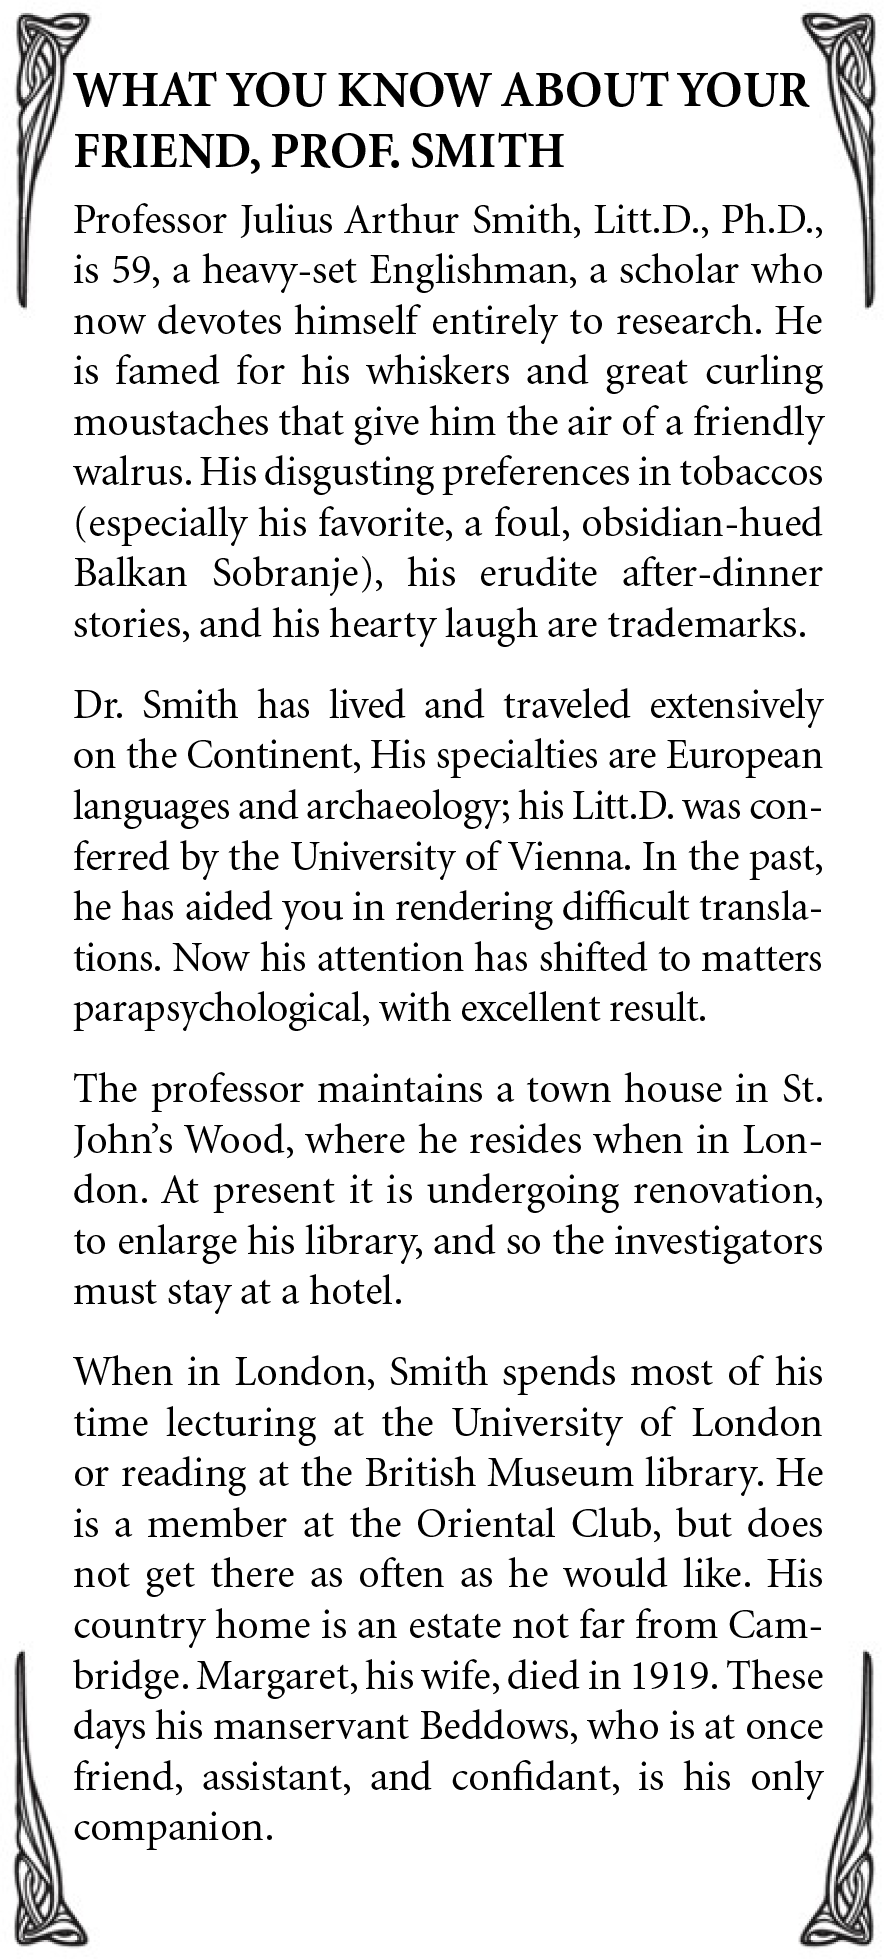 WHAT YOU KNOW ABOUT YOUR
FRIEND, PROF. SMITH
Professor Julius Arthur Smith, Litt.D., Ph.D.,
is 59, a heavy-set Englishman, a scholar who
now devotes himself entirely to research. He
is famed for his whiskers and great curling
moustaches that give him the air of a friendly
walrus. His disgusting preferences in tobaccos
(especially his favorite, a foul, obsidian-hued
Balkan Sobranje), his erudite after-dinner
stories, and his hearty laugh are trademarks.
Dr. Smith has lived and traveled extensively
on the Continent, His specialties are European
languages and archaeology; his Litt.D. was con-
ferred by the University of Vienna. In the past,
he has aided you in rendering difficult transla-
tions. Now his attention has shifted to matters
parapsychological, with excellent result.
The professor maintains a town house in St.
John’s Wood, where he resides when in Lon-
don. At present it is undergoing renovation,
to enlarge his library, and so the investigators
must stay at a hotel.
When in London, Smith spends most of his
time lecturing at the University of London
or reading at the British Museum library. He
is a member at the Oriental Club, but does
not get there as often as he would like. His
country home is an estate not far from Cam-
bridge. Margaret, his wife, died in 1919. These
days his manservant Beddows, who is at once
friend, assistant, and confidant, is his only
companion.